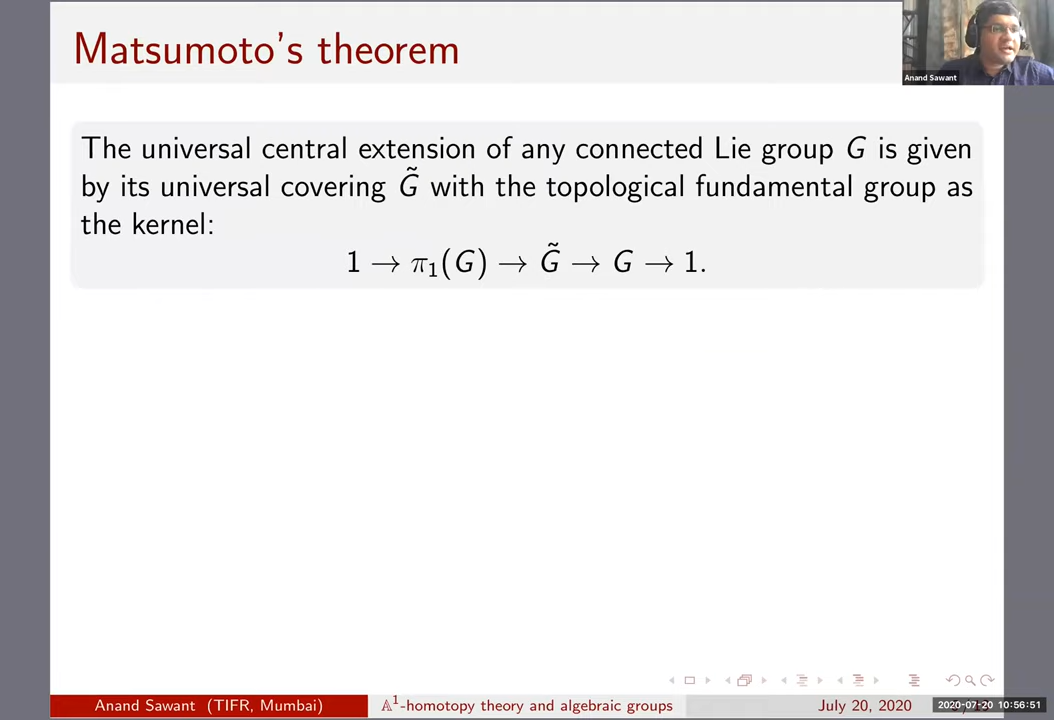 Matsumoto's theorem
Anand Sawant
The universal central extension of any connected Lie group G is given
by its universal covering G̃ with the topological fundamental group as
the kernel:
1 → π₁(G) → G̃ → G → 1.
Anand Sawant (TIFR, Mumbai)
𝔸¹-homotopy theory and algebraic groups
July 20, 2020
2020-07-20 10:56:51